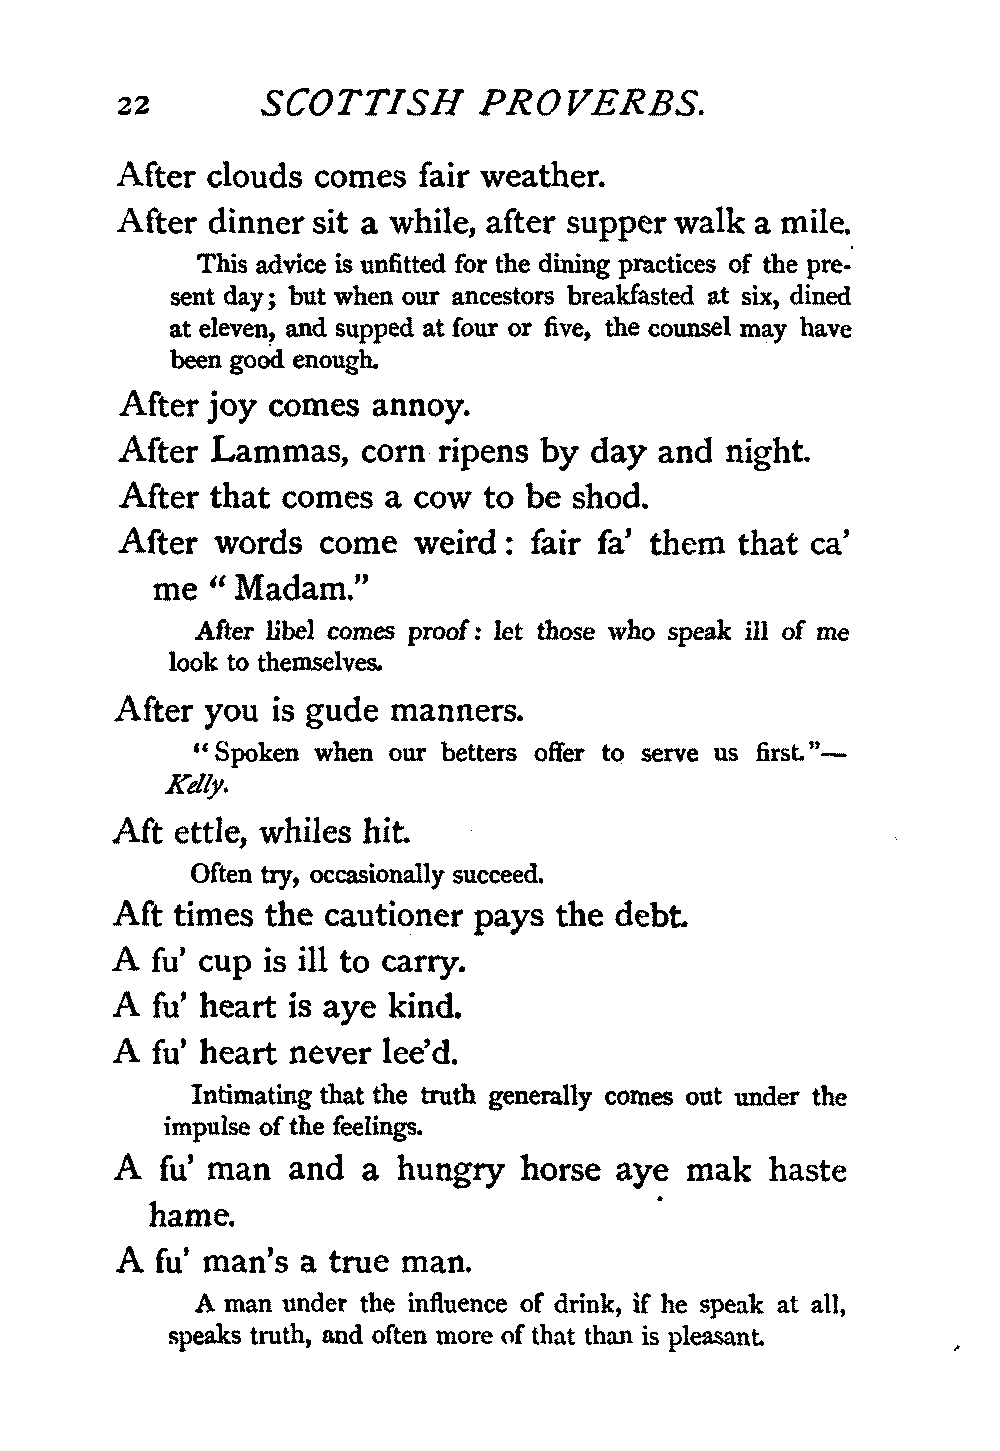 22 SCOTTISH PROVERBS.
After clouds comes fair weather.
After dinner sit a while, after supper walk a mile.
This advice is unfitted for the dining practices of the pre-
sent day; but when our ancestors breakfasted at six, dined
at eleven, and supped at four or five, the counsel may have
been good enough.
After joy comes annoy.
After Lammas, corn ripens by day and night.
After that comes a cow to be shod.
After words come weird: fair fa' them that ca'
me "Madam."
After libel comes proof: let those who speak ill of me
look to themselves.
After you is gude manners.
"Spoken when our betters offer to serve us first."—
Kelly.
Aft ettle, whiles hit.
Often try, occasionally succeed.
Aft times the cautioner pays the debt.
A fu' cup is ill to carry.
A fu' heart is aye kind.
A fu' heart never lee'd.
Intimating that the truth generally comes out under the
impulse of the feelings.
A fu' man and a hungry horse aye mak haste
hame.
A fu' man's a true man.
A man under the influence of drink, if he speak at all,
speaks truth, and often more of that than is pleasant.